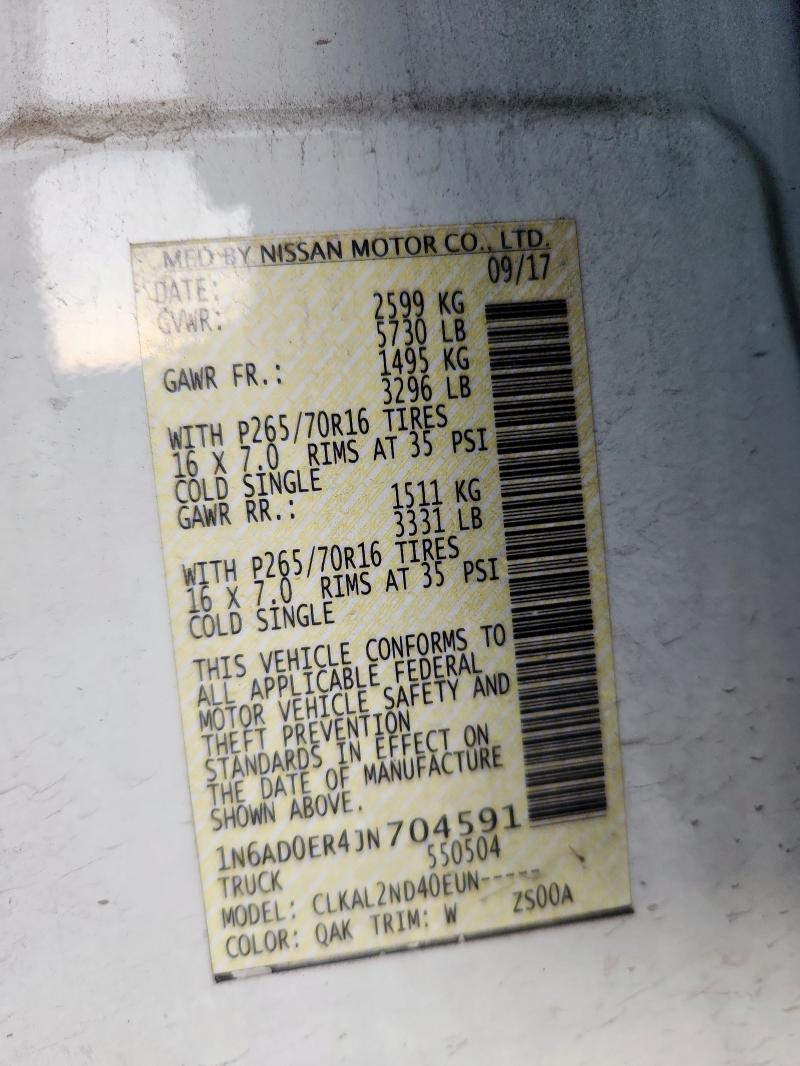 MFD BY NISSAN MOTOR CO., LTD.
DATE: 09/17
GVWR: 2599 KG
5730 LB
GAWR FR.: 1495 KG
3296 LB
WITH P265/70R16 TIRES
16 X 7.0 RIMS AT 35 PSI
COLD SINGLE
GAWR RR.: 1511 KG
3331 LB
WITH P265/70R16 TIRES
16 X 7.0 RIMS AT 35 PSI
COLD SINGLE
THIS VEHICLE CONFORMS TO
ALL APPLICABLE FEDERAL
MOTOR VEHICLE SAFETY AND
THEFT PREVENTION
STANDARDS IN EFFECT ON
THE DATE OF MANUFACTURE
SHOWN ABOVE.
1N6AD0ER4JN704591
TRUCK 550504
MODEL: CLKAL2ND40EUN-----
COLOR: QAK TRIM: W ZS00A